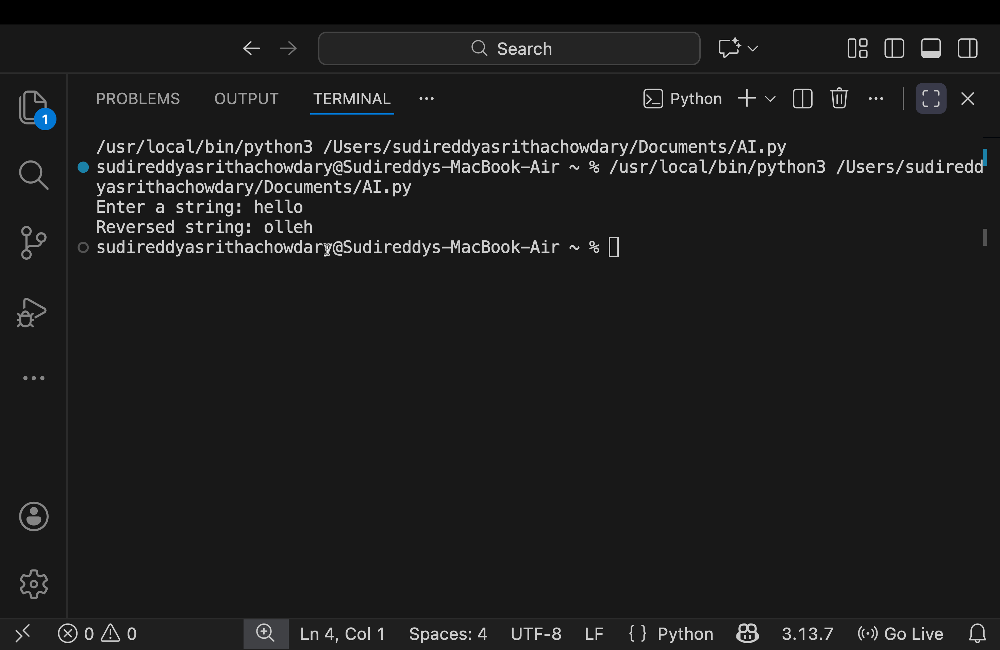 Search
PROBLEMS OUTPUT TERMINAL ··· Python
1
/usr/local/bin/python3 /Users/sudireddyasrithachowdary/Documents/AI.py
sudireddyasrithachowdary@Sudireddys-MacBook-Air ~ % /usr/local/bin/python3 /Users/sudiredd
yasrithachowdary/Documents/AI.py
Enter a string: hello
Reversed string: olleh
sudireddyasrithachowdary@Sudireddys-MacBook-Air ~ %
0 0 Ln 4, Col 1 Spaces: 4 UTF-8 LF { } Python 3.13.7 Go Live